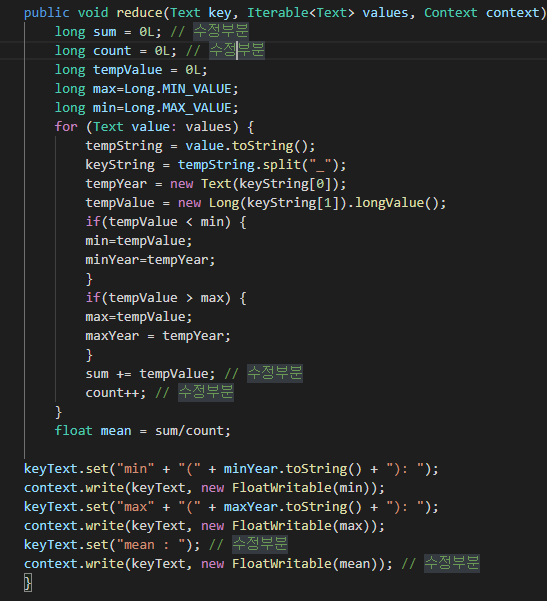 public void reduce(Text key, Iterable<Text> values, Context context)
long sum = 0L; // 수정부분
long count = 0L; // 수정부분
long tempValue = 0L;
long max=Long.MIN_VALUE;
long min=Long.MAX_VALUE;
for (Text value: values) {
tempString = value.toString();
keyString = tempString.split("_");
tempYear = new Text(keyString[0]);
tempValue = new Long(keyString[1]).longValue();
if(tempValue < min) {
min=tempValue;
minYear=tempYear;
}
if(tempValue > max) {
max=tempValue;
maxYear = tempYear;
}
sum += tempValue; // 수정부분
count++; // 수정부분
}
float mean = sum/count;
keyText.set("min" + "(" + minYear.toString() + "): ");
context.write(keyText, new FloatWritable(min));
keyText.set("max" + "(" + maxYear.toString() + "): ");
context.write(keyText, new FloatWritable(max));
keyText.set("mean : "); // 수정부분
context.write(keyText, new FloatWritable(mean)); // 수정부분
}